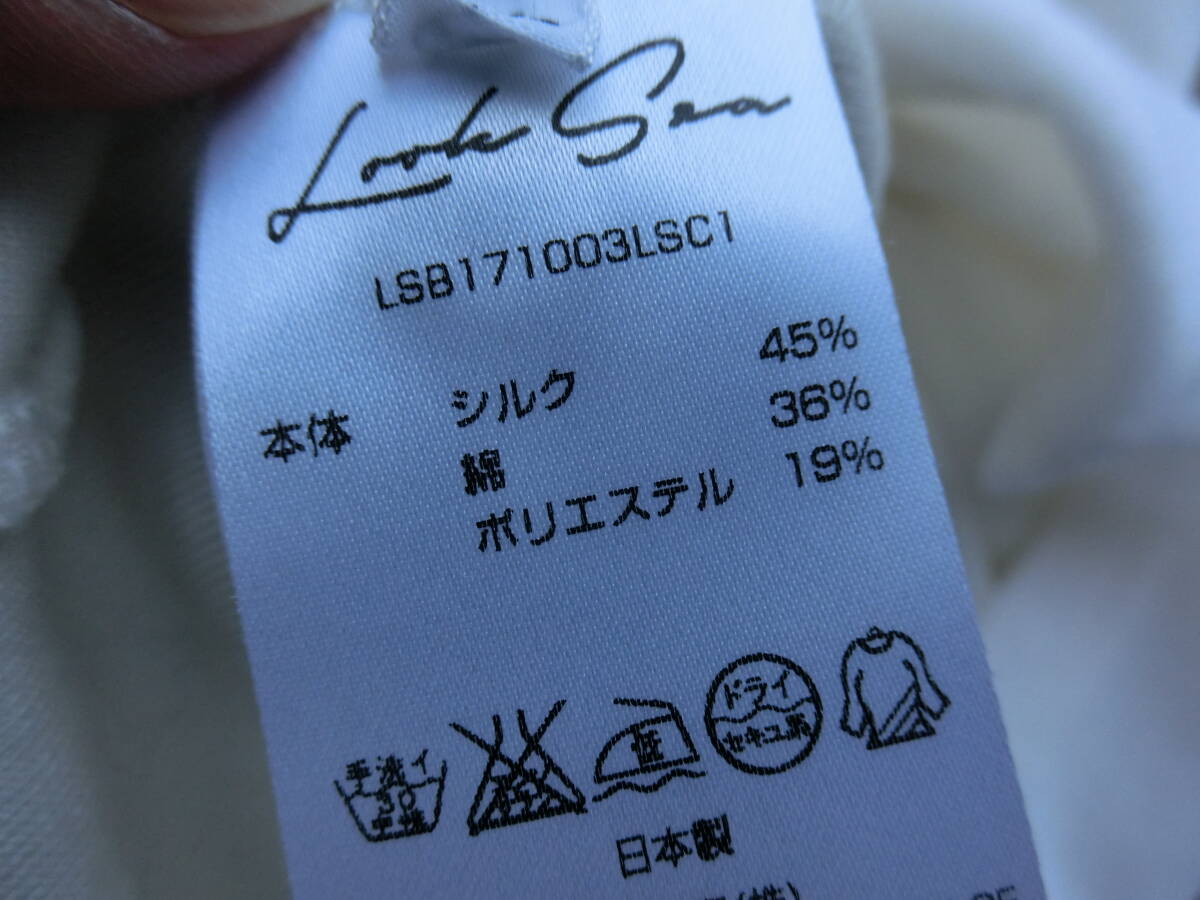 Look Sea
LSB171003LSC1
本体 シルク 45%
綿 36%
ポリエステル 19%
手洗イ
30
中性
低
ドライ
セキユ系
日本製